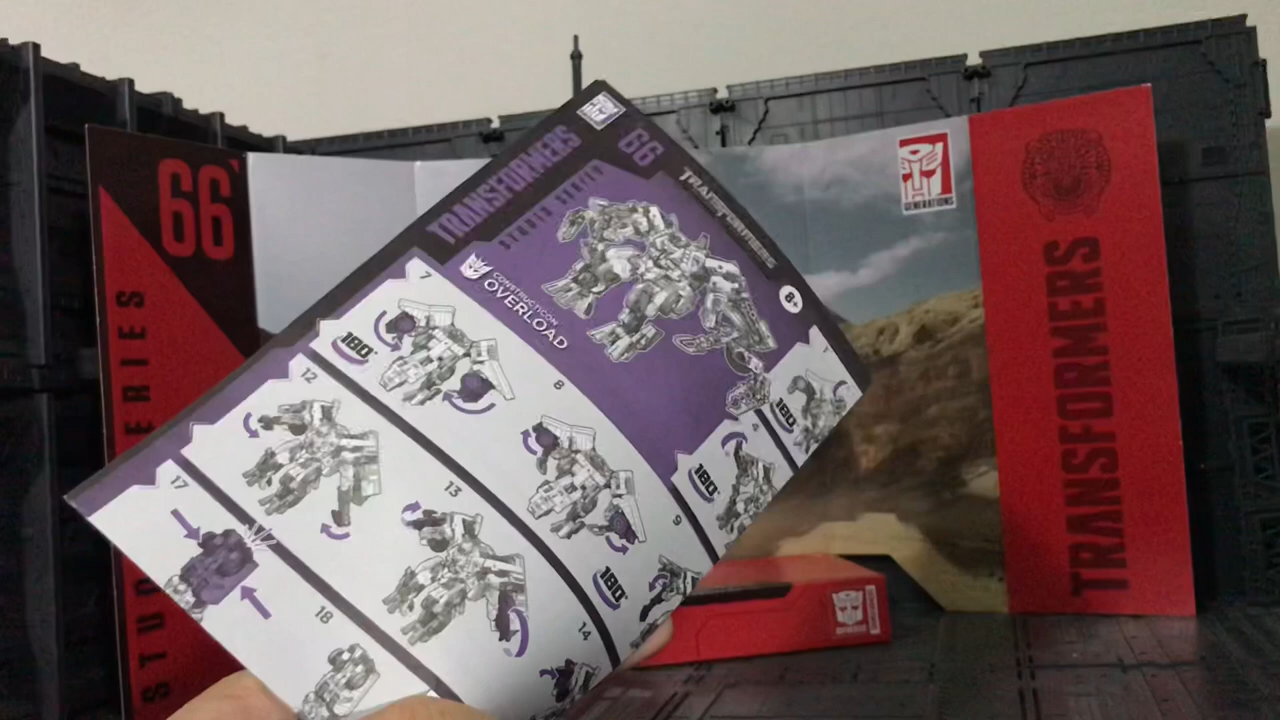 66
STUDIO SERIES
TRANSFORMERS
STUDIO SERIES
66
TRANSFORMERS
CONSTRUCTICON
OVERLOAD
8+
7
180°
8
12
13
17
18
9
180°
14
4
180°
180°
GENERATIONS
TRANSFORMERS